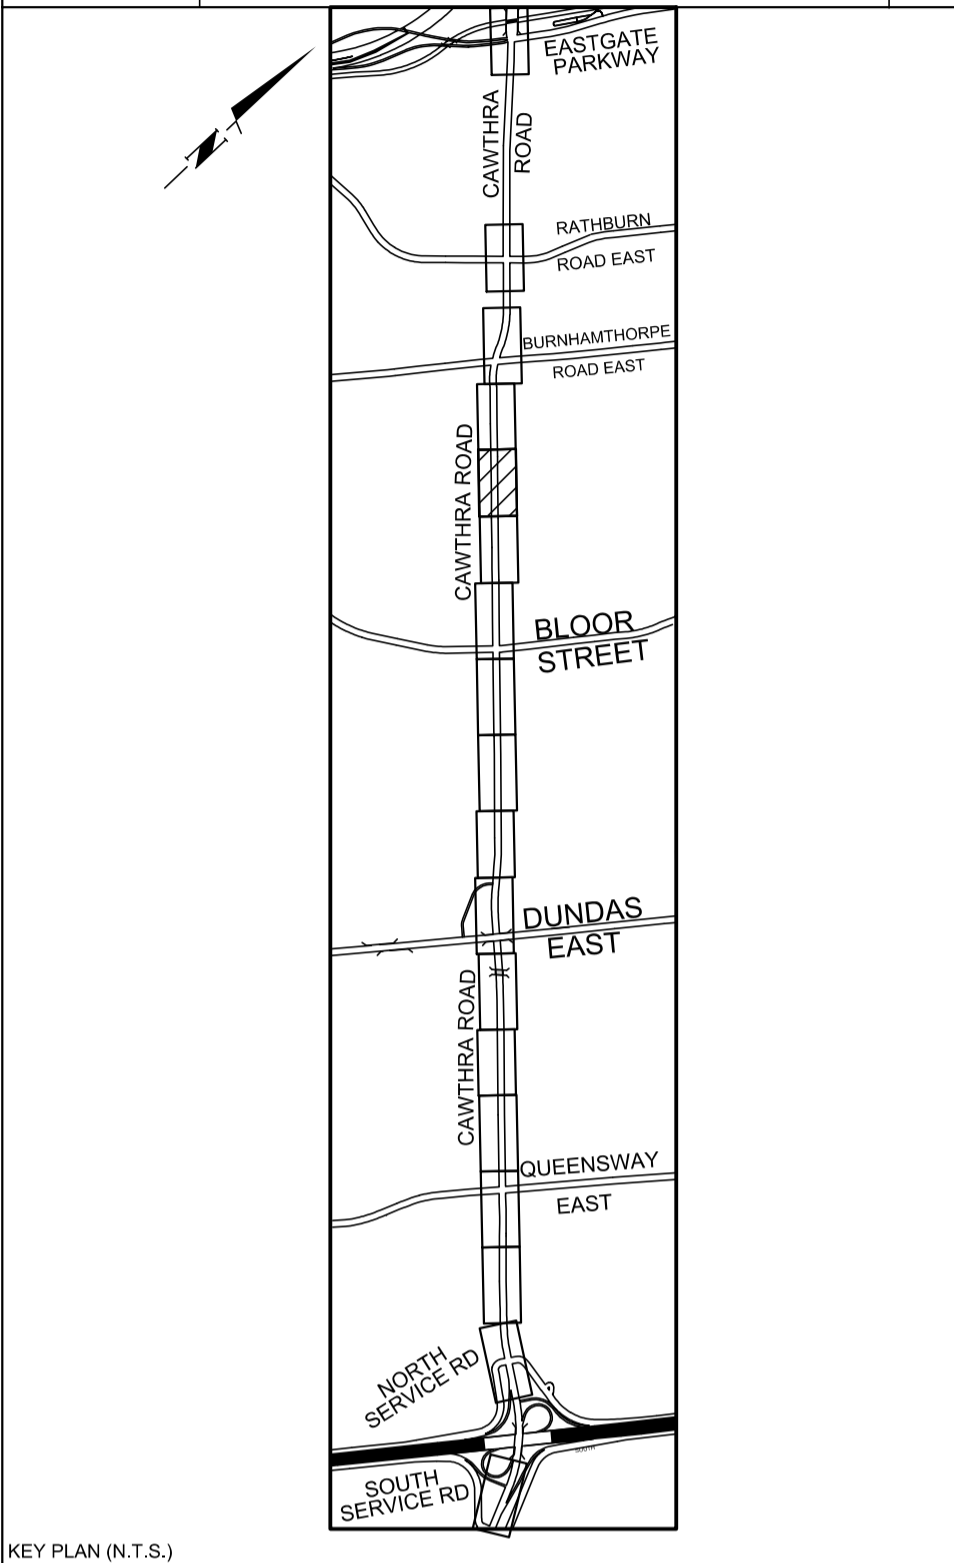 EASTGATE
PARKWAY
CAWTHRA
ROAD
N
RATHBURN
ROAD EAST
BURNHAMTHORPE
ROAD EAST
CAWTHRA ROAD
BLOOR
STREET
DUNDAS
EAST
CAWTHRA ROAD
QUEENSWAY
EAST
NORTH
SERVICE RD
SOUTH
SOUTH
SERVICE RD
KEY PLAN (N.T.S.)